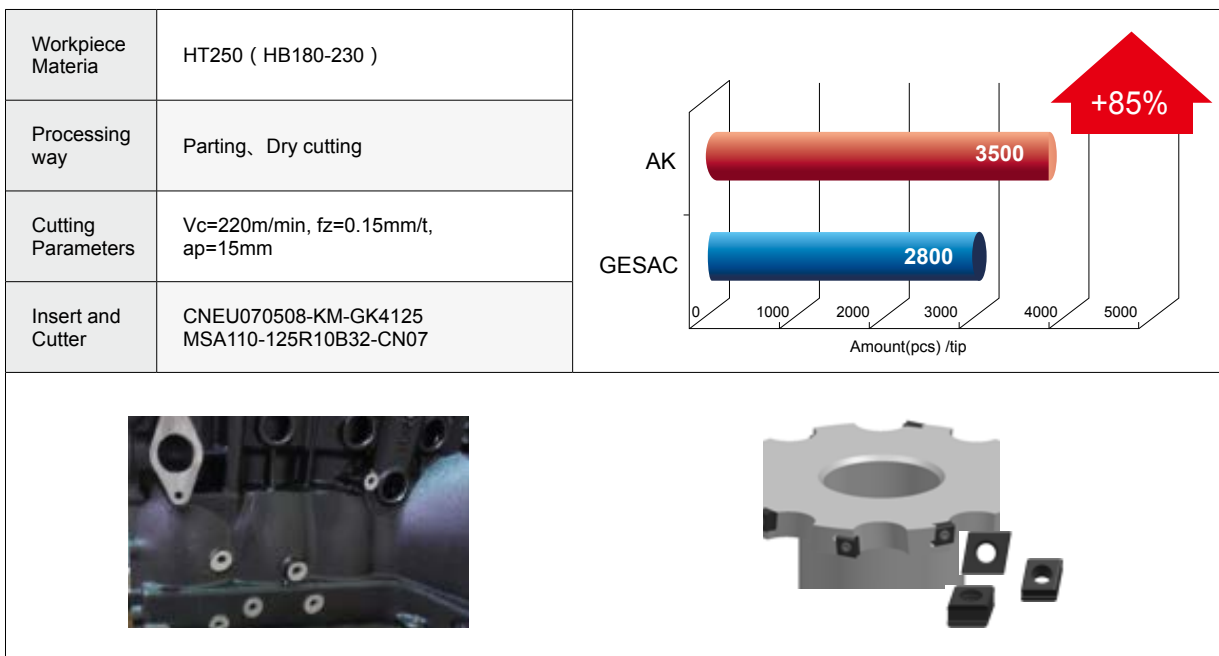 Workpiece
Materia
HT250（HB180-230）
Processing
way
Parting、Dry cutting
Cutting
Parameters
Vc=220m/min, fz=0.15mm/t,
ap=15mm
Insert and
Cutter
CNEU070508-KM-GK4125
MSA110-125R10B32-CN07
+85%
AK
3500
GESAC
2800
0 1000 2000 3000 4000 5000
Amount(pcs) /tip